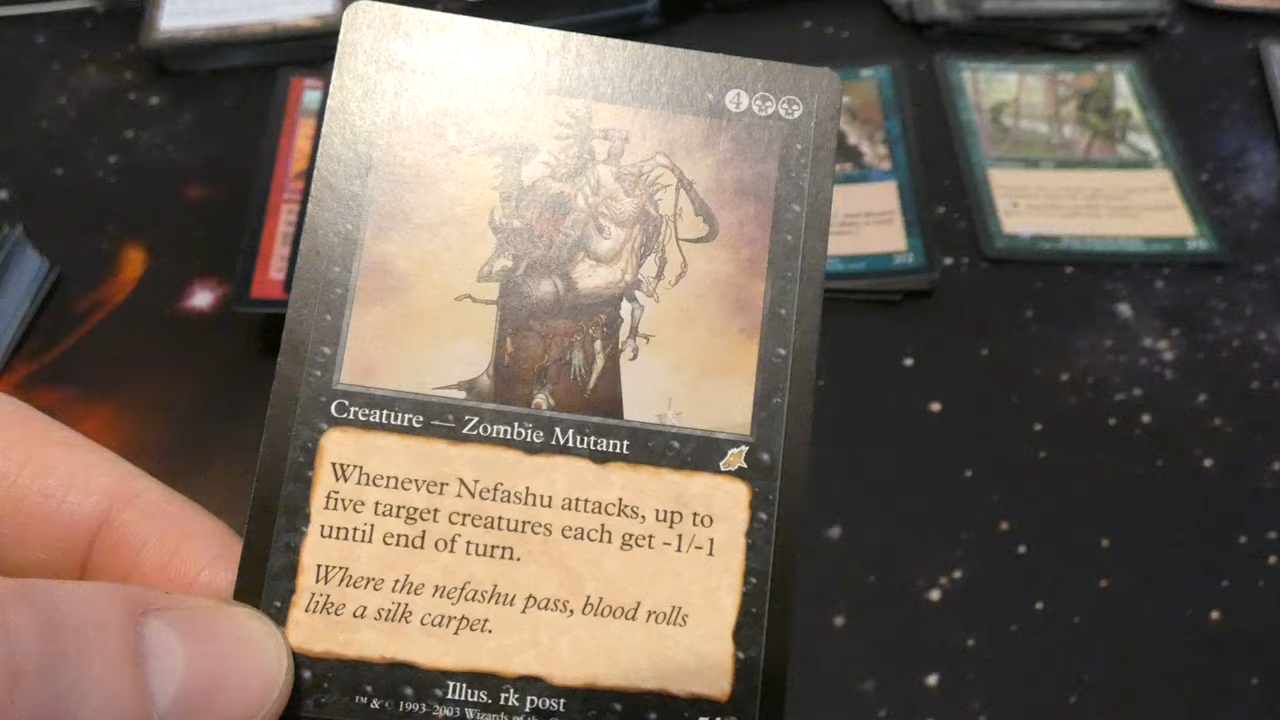 4
Creature — Zombie Mutant
Whenever Nefashu attacks, up to
five target creatures each get -1/-1
until end of turn.
Where the nefashu pass, blood rolls
like a silk carpet.
Illus. rk post
™ & © 1993–2003 Wizards of the